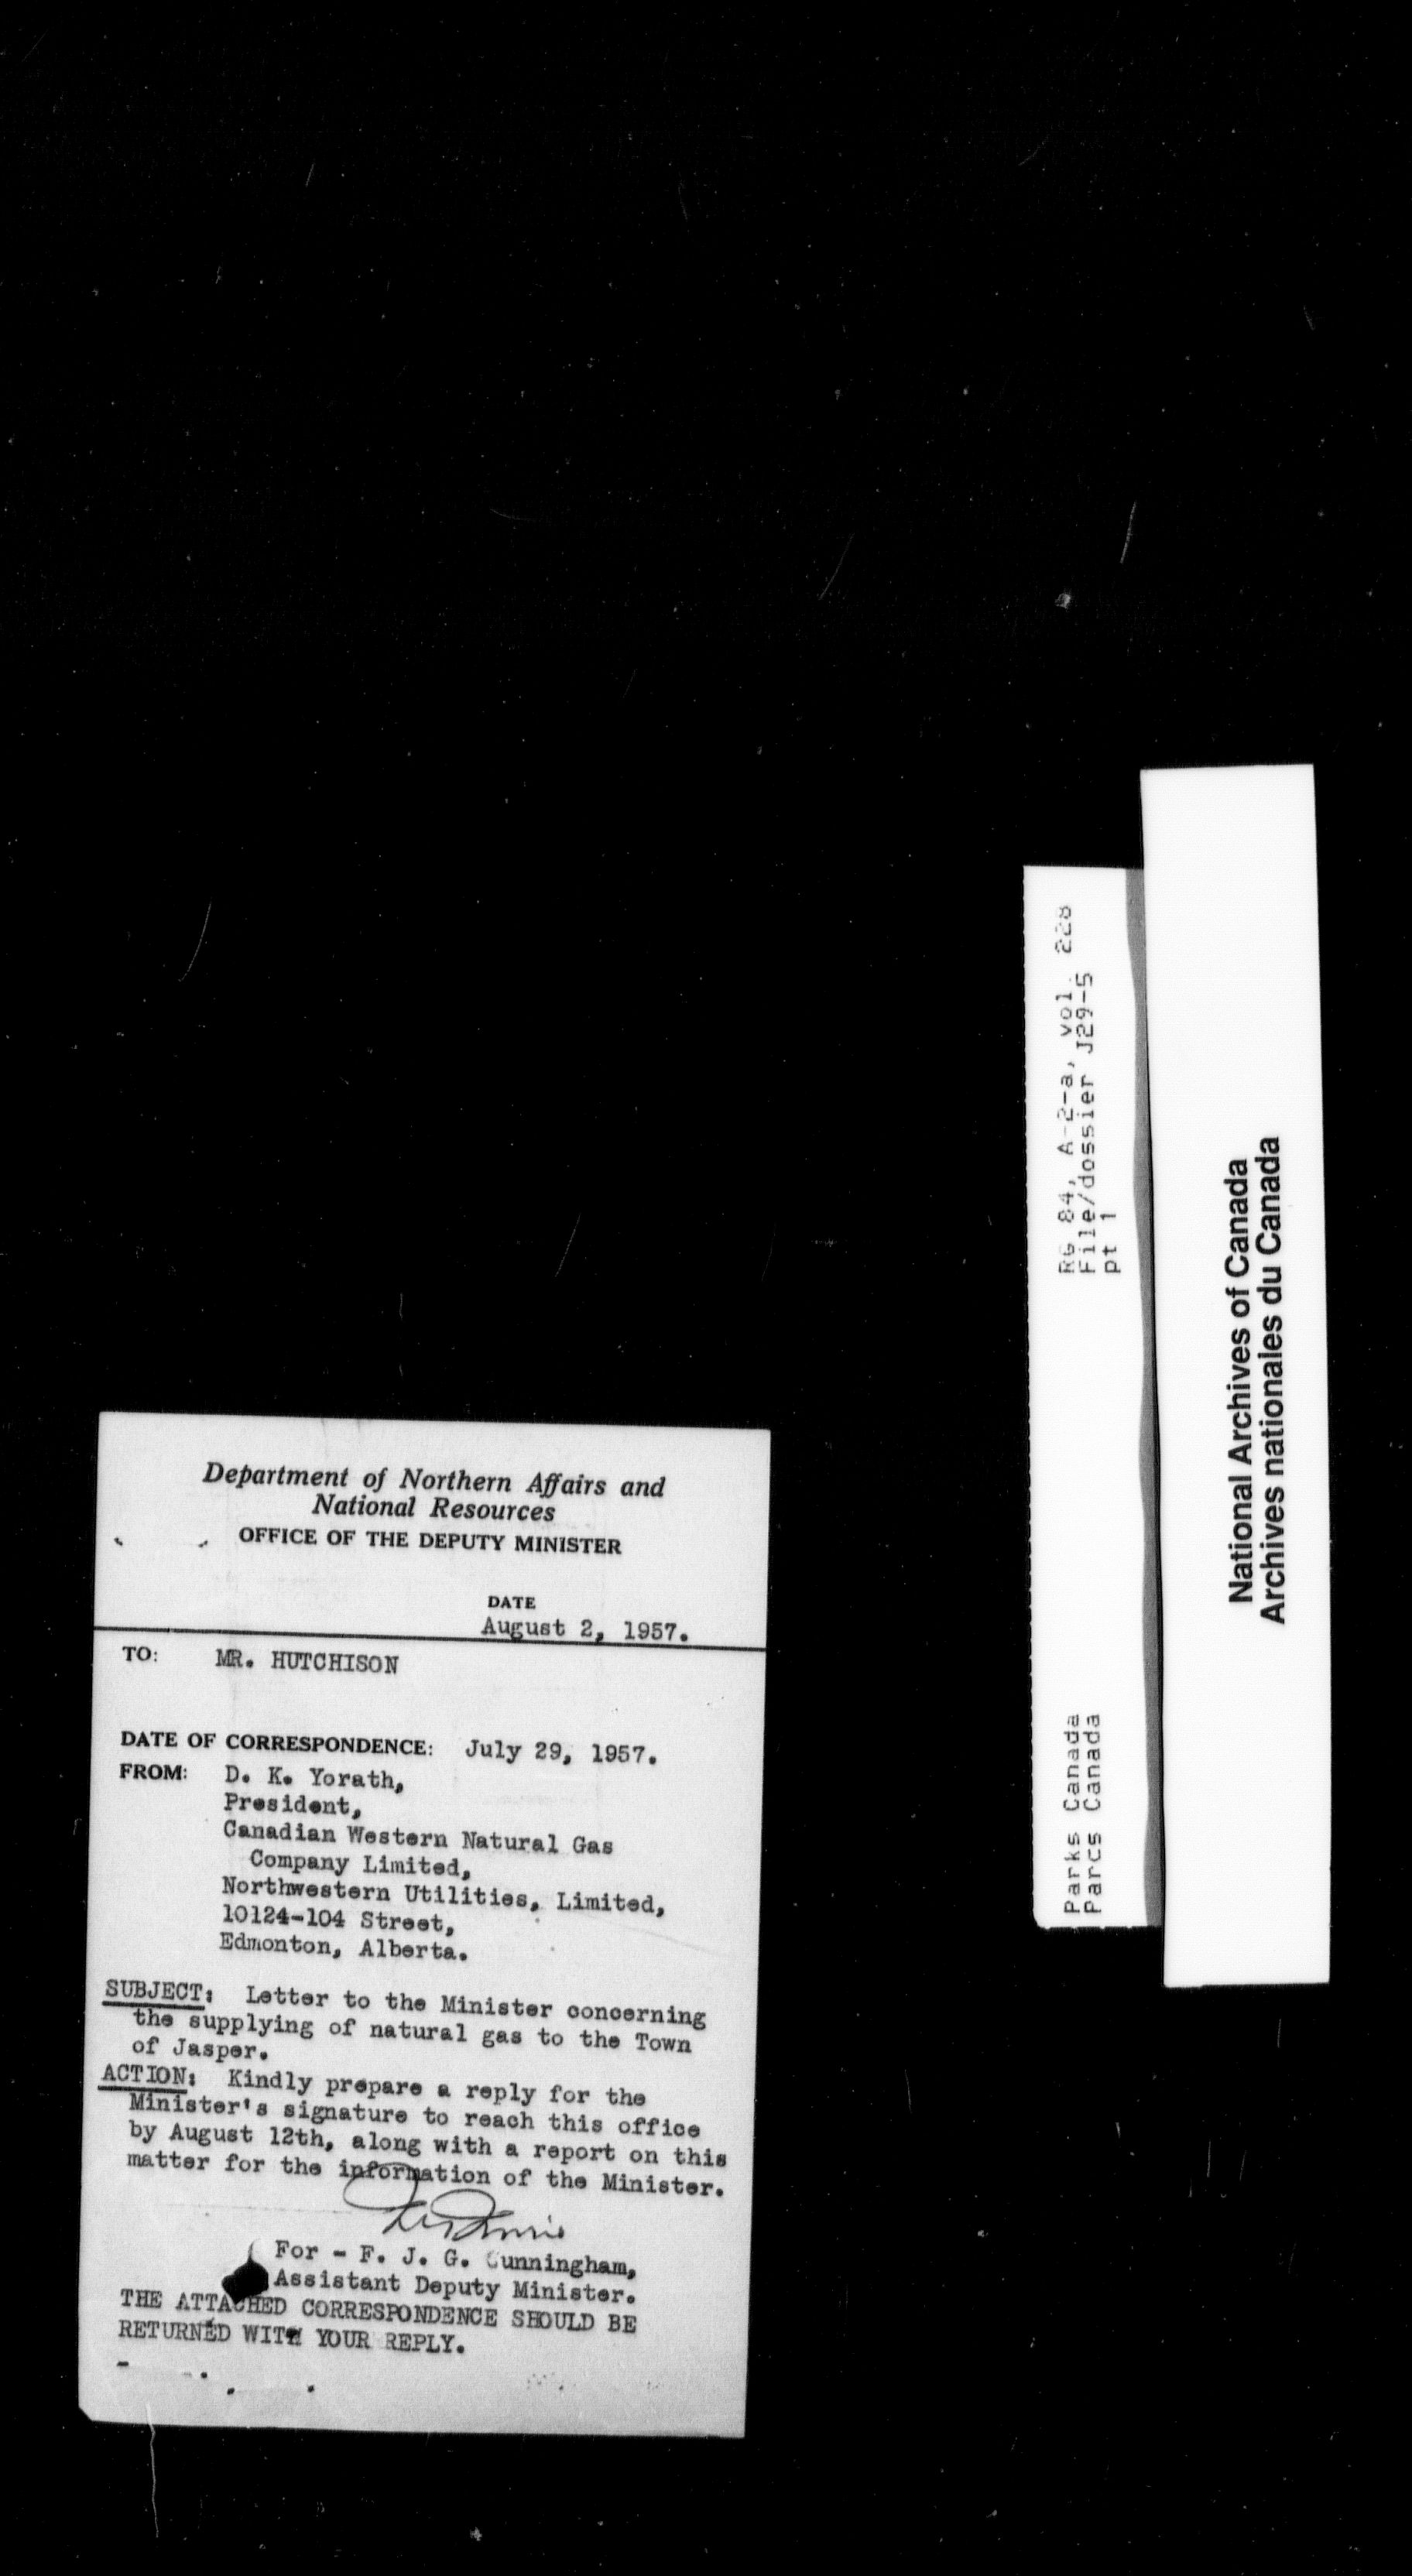 Department of Northern Affairs and
National Resources
OFFICE OF THE DEPUTY MINISTER
DATE
August 2, 1957.
TO: MR. HUTCHISON
DATE OF CORRESPONDENCE: July 29, 1957.
FROM: D. K. Yorath,
President,
Canadian Western Natural Gas
Company Limited,
Northwestern Utilities, Limited,
10124-104 Street,
Edmonton, Alberta.
SUBJECT: Letter to the Minister concerning
the supplying of natural gas to the Town
of Jasper.
ACTION: Kindly prepare a reply for the
Minister's signature to reach this office
by August 12th, along with a report on this
matter for the information of the Minister.
For - F. J. G. Cunningham,
Assistant Deputy Minister.
THE ATTACHED CORRESPONDENCE SHOULD BE
RETURNED WITH YOUR REPLY.
Parks Canada RG 84, A-2-a, vol. 228
Parcs Canada File/dossier J29-5
pt 1
National Archives of Canada
Archives nationales du Canada